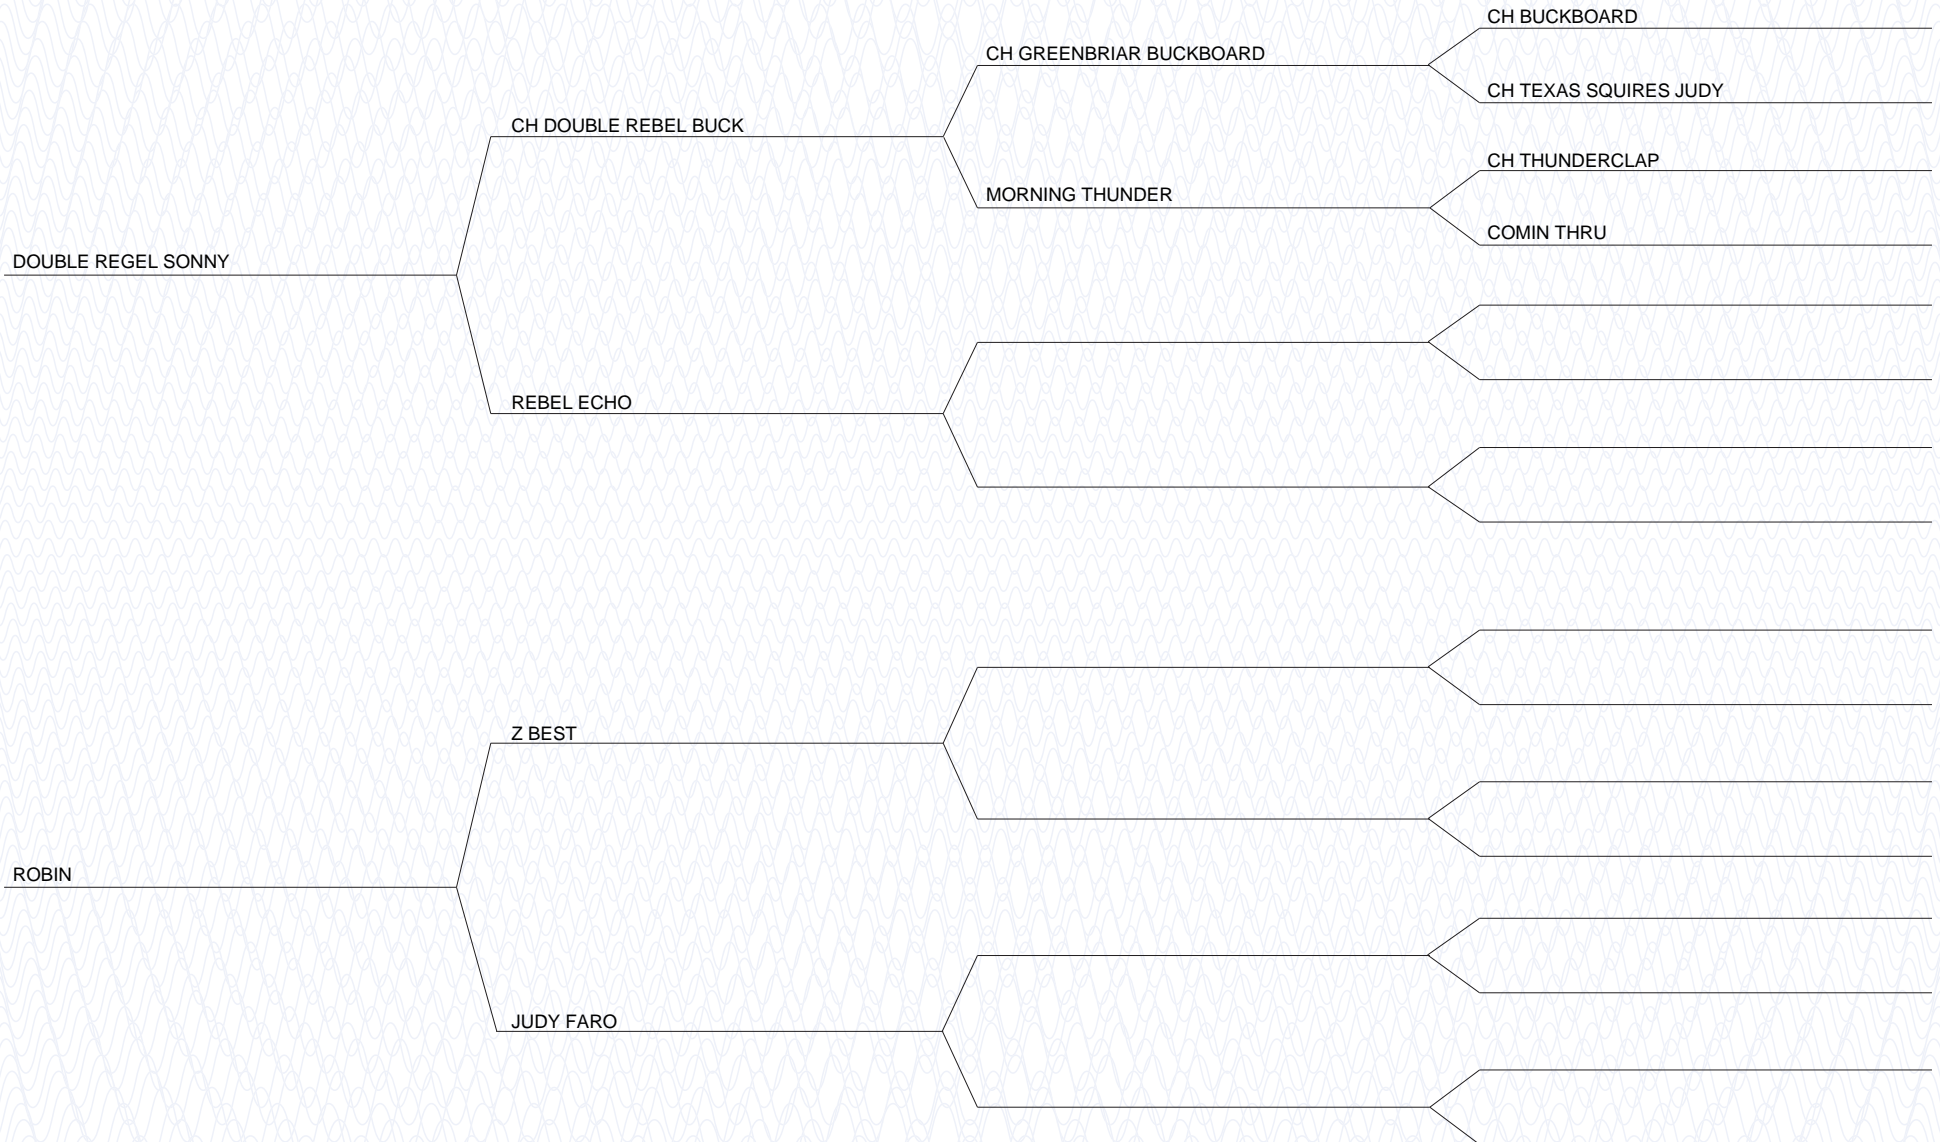 CH BUCKBOARD
CH GREENBRIAR BUCKBOARD
CH TEXAS SQUIRES JUDY
CH DOUBLE REBEL BUCK
CH THUNDERCLAP
MORNING THUNDER
COMIN THRU
DOUBLE REGEL SONNY
REBEL ECHO
Z BEST
ROBIN
JUDY FARO